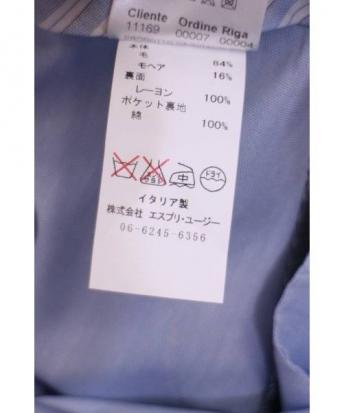 Cliente Ordine Riga
11169 00007 00004
本体
毛 84%
モヘア 16%
裏面
レーヨン 100%
ポケット裏地
綿 100%
中 ドライ
イタリア製
株式会社 エスプリ・ユージー
06-6245-6356